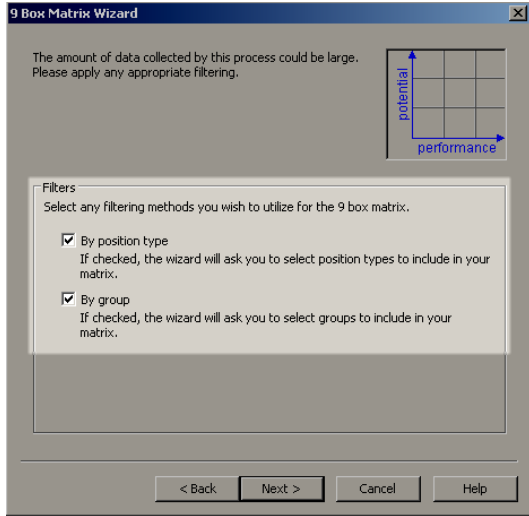 9 Box Matrix Wizard
The amount of data collected by this process could be large.
Please apply any appropriate filtering.
potential
performance
Filters
Select any filtering methods you wish to utilize for the 9 box matrix.
By position type
If checked, the wizard will ask you to select position types to include in your
matrix.
By group
If checked, the wizard will ask you to select groups to include in your
matrix.
< Back
Next >
Cancel
Help